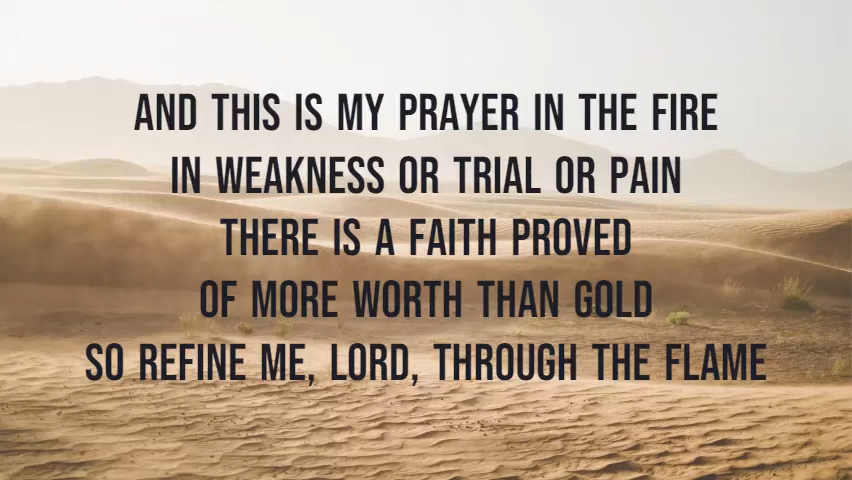 AND THIS IS MY PRAYER IN THE FIRE
IN WEAKNESS OR TRIAL OR PAIN
THERE IS A FAITH PROVED
OF MORE WORTH THAN GOLD
SO REFINE ME, LORD, THROUGH THE FLAME